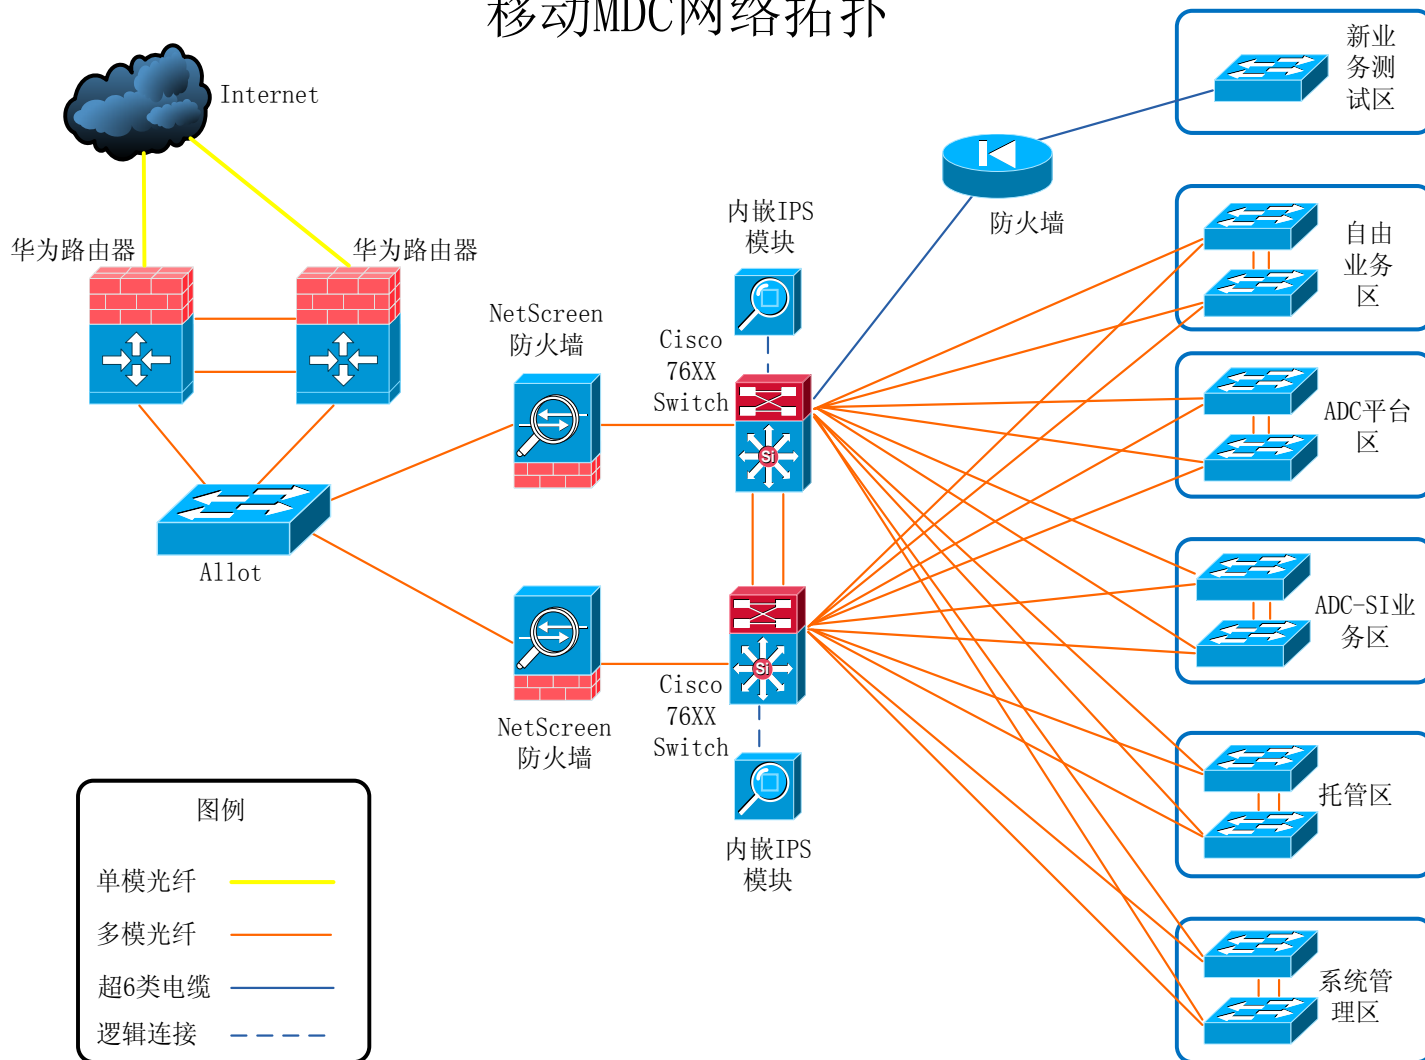 移动MDC网络拓扑
Internet
华为路由器
华为路由器
Allot
NetScreen
防火墙
NetScreen
防火墙
内嵌IPS
模块
Cisco
76XX
Switch
Si
Si
Cisco
76XX
Switch
内嵌IPS
模块
防火墙
新业
务测
试区
自由
业务
区
ADC平台
区
ADC-SI业
务区
托管区
系统管
理区
图例
单模光纤
多模光纤
超6类电缆
逻辑连接